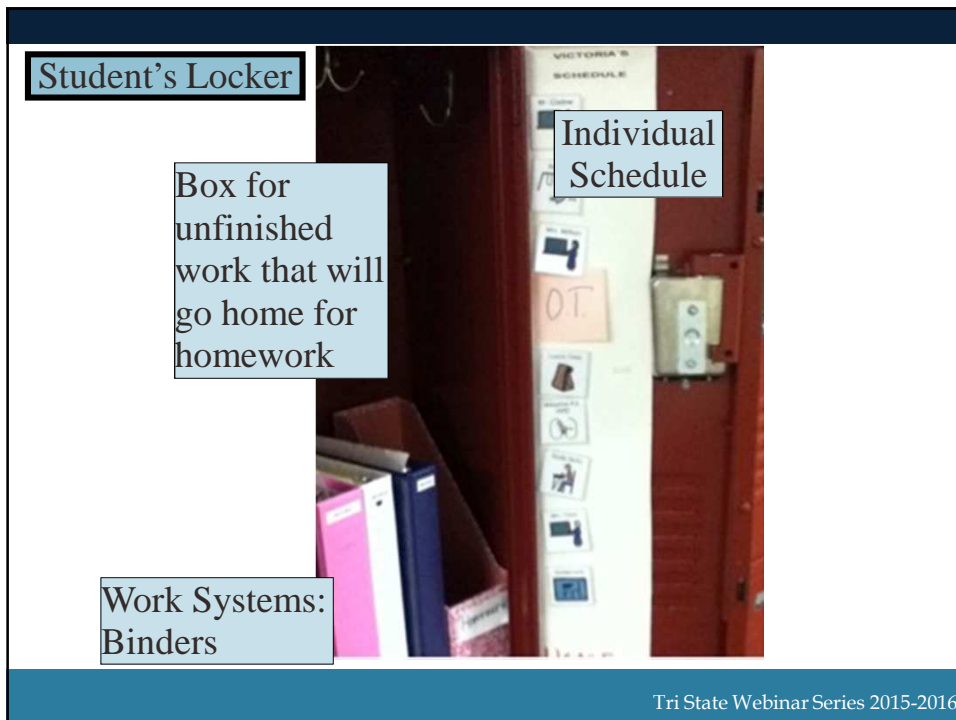 Student's Locker
VICTORIA'S
SCHEDULE
Individual
Schedule
Box for
unfinished
work that will
go home for
homework
O.T.
Work Systems:
Binders
Tri State Webinar Series 2015-2016